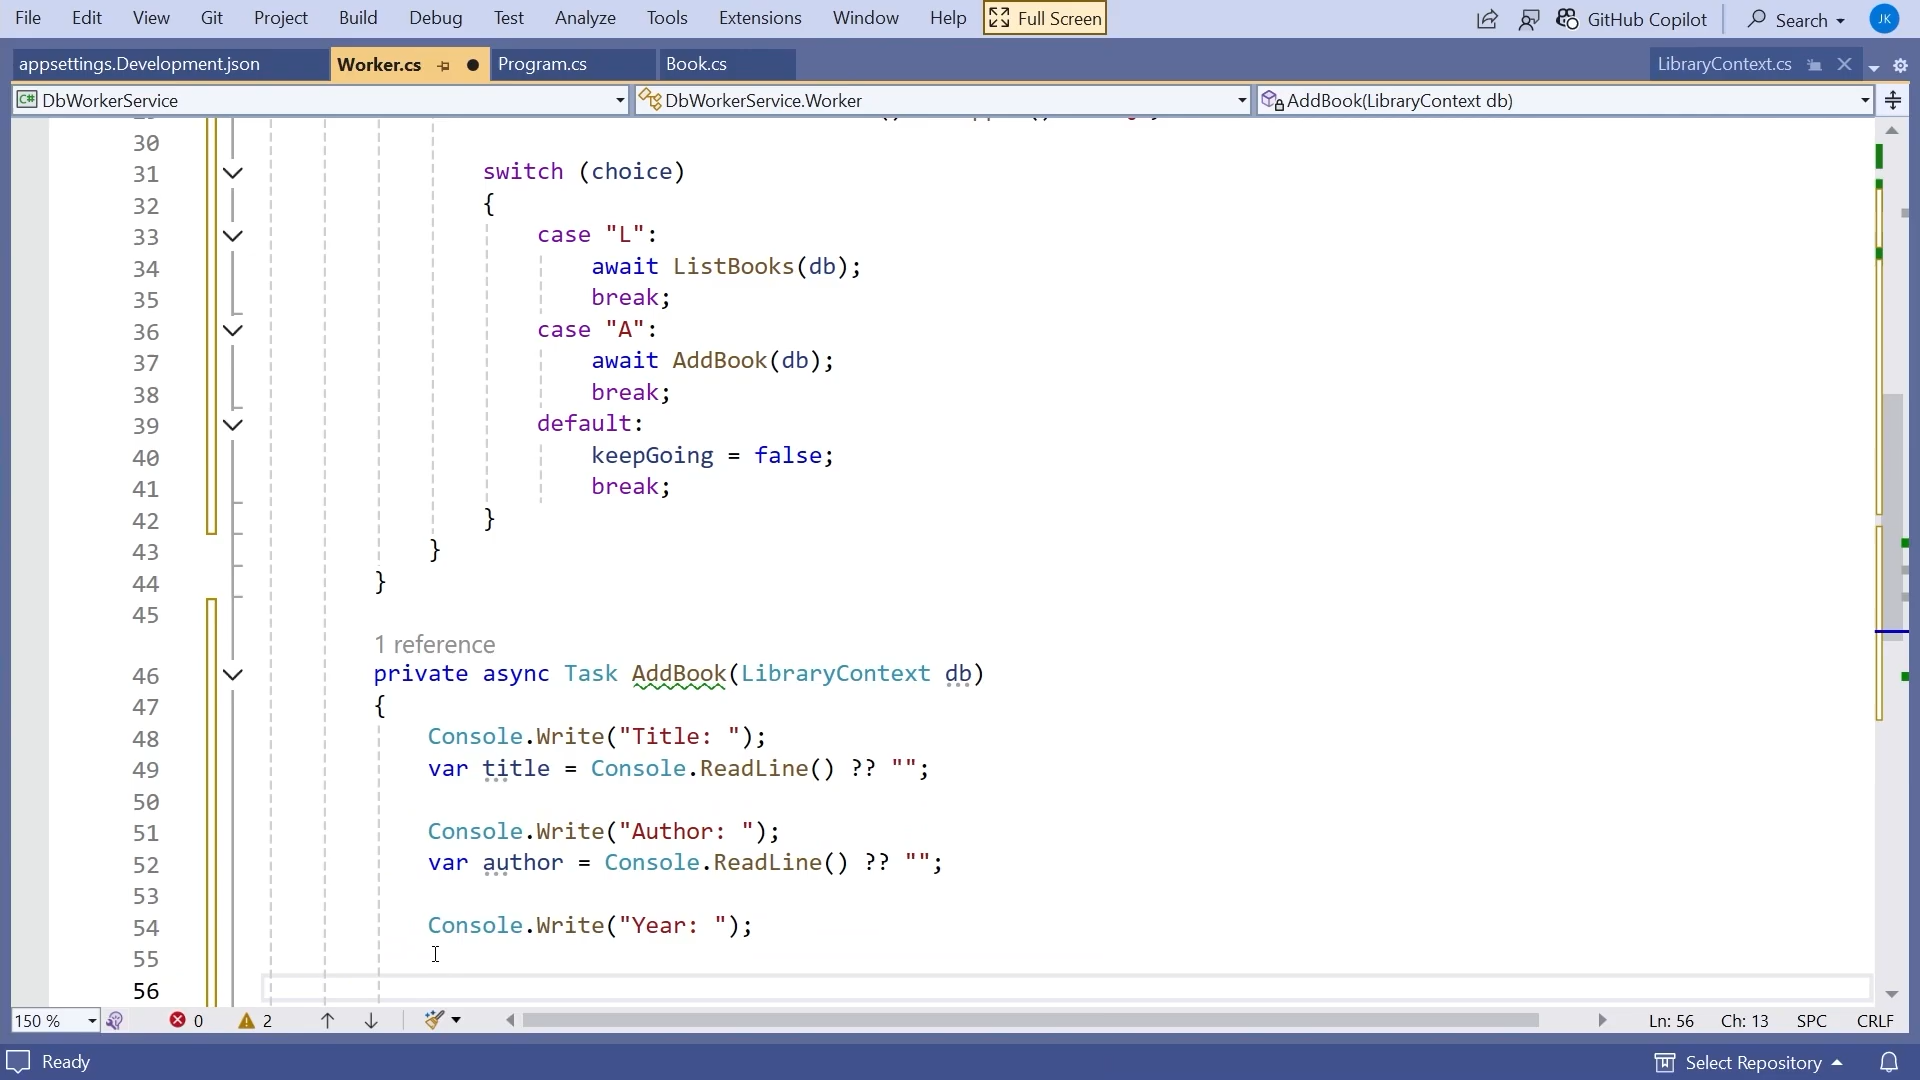 File Edit View Git Project Build Debug Test Analyze Tools Extensions Window Help Full Screen GitHub Copilot Search JK
appsettings.Development.json Worker.cs Program.cs Book.cs LibraryContext.cs
C# DbWorkerService DbWorkerService.Worker AddBook(LibraryContext db)
30
31 switch (choice)
32 {
33 case "L":
34 await ListBooks(db);
35 break;
36 case "A":
37 await AddBook(db);
38 break;
39 default:
40 keepGoing = false;
41 break;
42 }
43 }
44 }
45
1 reference
46 private async Task AddBook(LibraryContext db)
47 {
48 Console.Write("Title: ");
49 var title = Console.ReadLine() ?? "";
50
51 Console.Write("Author: ");
52 var author = Console.ReadLine() ?? "";
53
54 Console.Write("Year: ");
55
56
150 % 0 2 Ln: 56 Ch: 13 SPC CRLF
Ready Select Repository